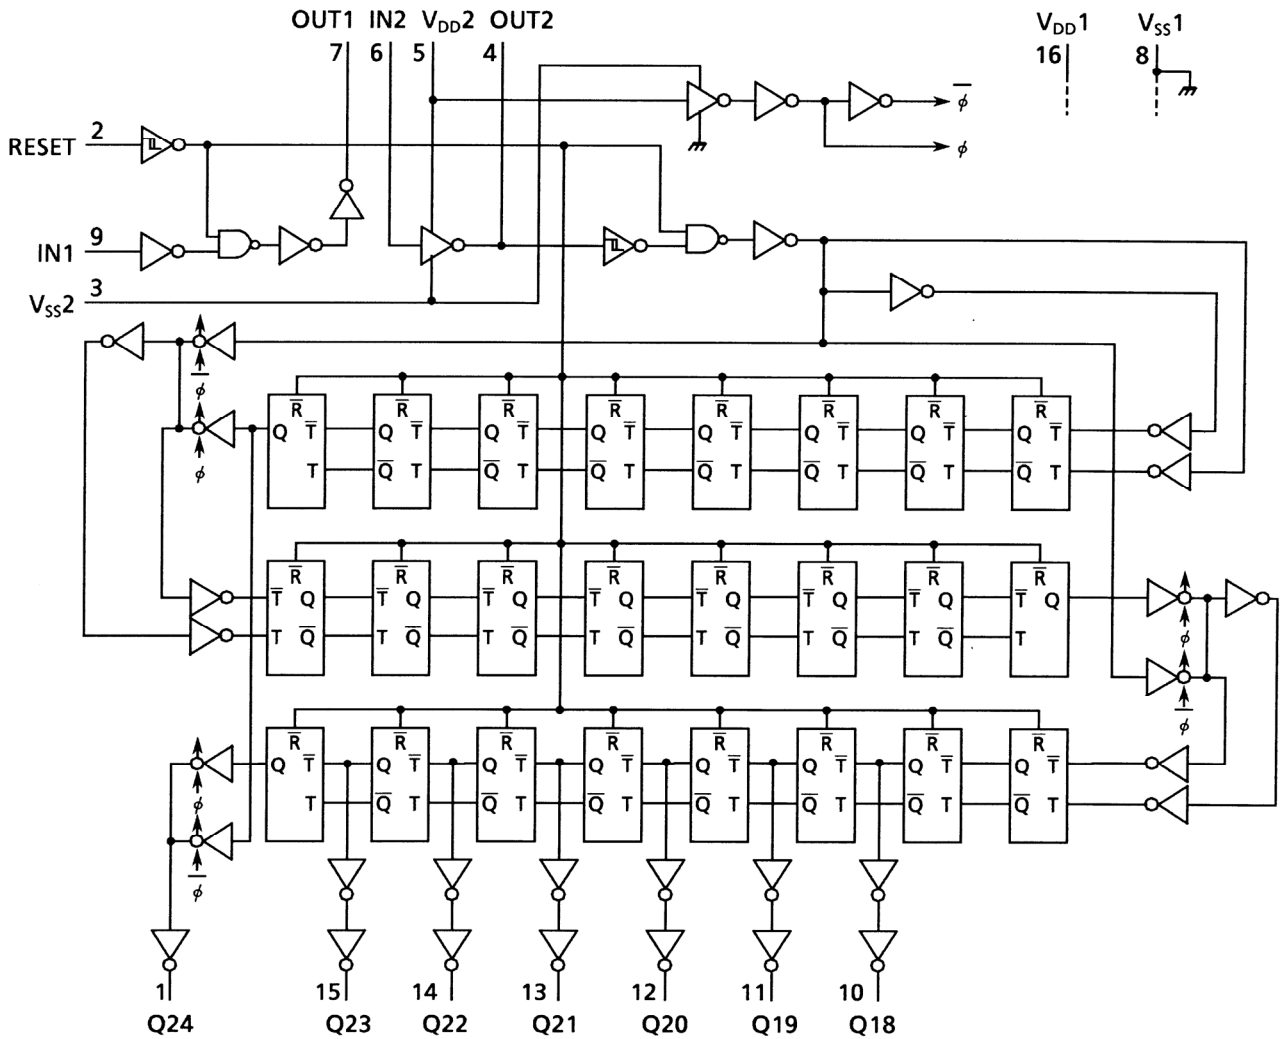 OUT1 IN2 VDD2 OUT2 VDD1 VSS1
7 6 5 4 16 8
φ̅
RESET 2
φ
IN1 9
VSS2 3
φ̅
R̅ R̅ R̅ R̅ R̅ R̅ R̅ R̅
Q T̅ Q T̅ Q T̅ Q T̅ Q T̅ Q T̅ Q T̅ Q T̅
φ
T Q̅ T Q̅ T Q̅ T Q̅ T Q̅ T Q̅ T Q̅ T
R̅ R̅ R̅ R̅ R̅ R̅ R̅ R̅
T̅ Q T̅ Q T̅ Q T̅ Q T̅ Q T̅ Q T̅ Q T̅ Q
T Q̅ T Q̅ T Q̅ T Q̅ T Q̅ T Q̅ T Q̅ T
φ
φ̅
R̅ R̅ R̅ R̅ R̅ R̅ R̅ R̅
Q T̅ Q T̅ Q T̅ Q T̅ Q T̅ Q T̅ Q T̅ Q T̅
φ
T Q̅ T Q̅ T Q̅ T Q̅ T Q̅ T Q̅ T Q̅ T
φ̅
1 15 14 13 12 11 10
Q24 Q23 Q22 Q21 Q20 Q19 Q18